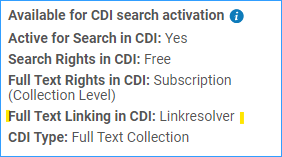 Available for CDI search activation
Active for Search in CDI: Yes
Search Rights in CDI: Free
Full Text Rights in CDI: Subscription
(Collection Level)
Full Text Linking in CDI: Linkresolver
CDI Type: Full Text Collection